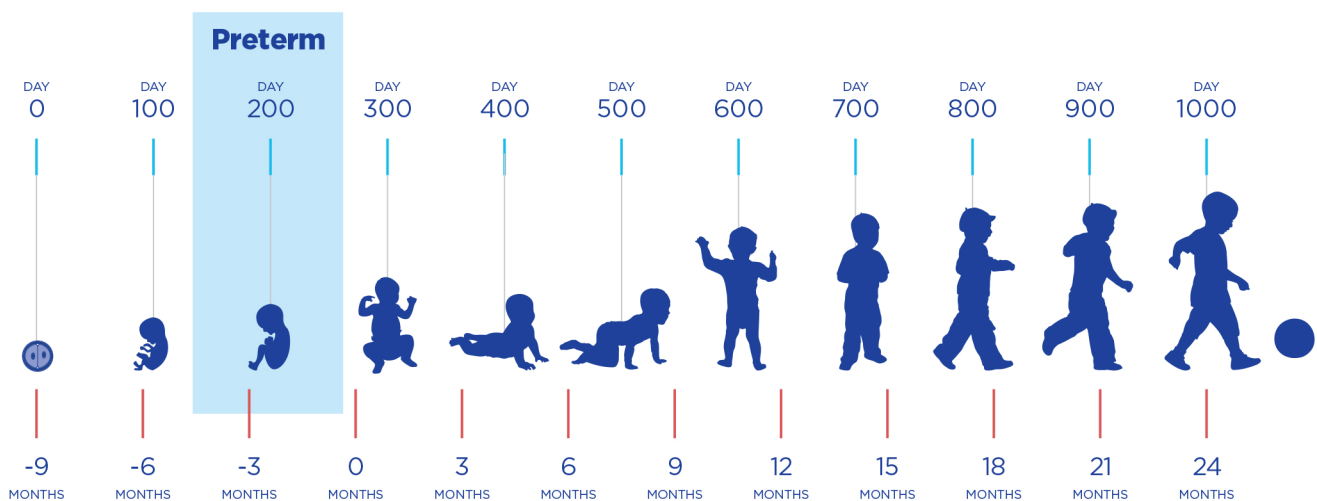 Preterm
DAY DAY DAY DAY DAY DAY DAY DAY DAY DAY DAY
0 100 200 300 400 500 600 700 800 900 1000
-9 -6 -3 0 3 6 9 12 15 18 21 24
MONTHS MONTHS MONTHS MONTHS MONTHS MONTHS MONTHS MONTHS MONTHS MONTHS MONTHS MONTHS